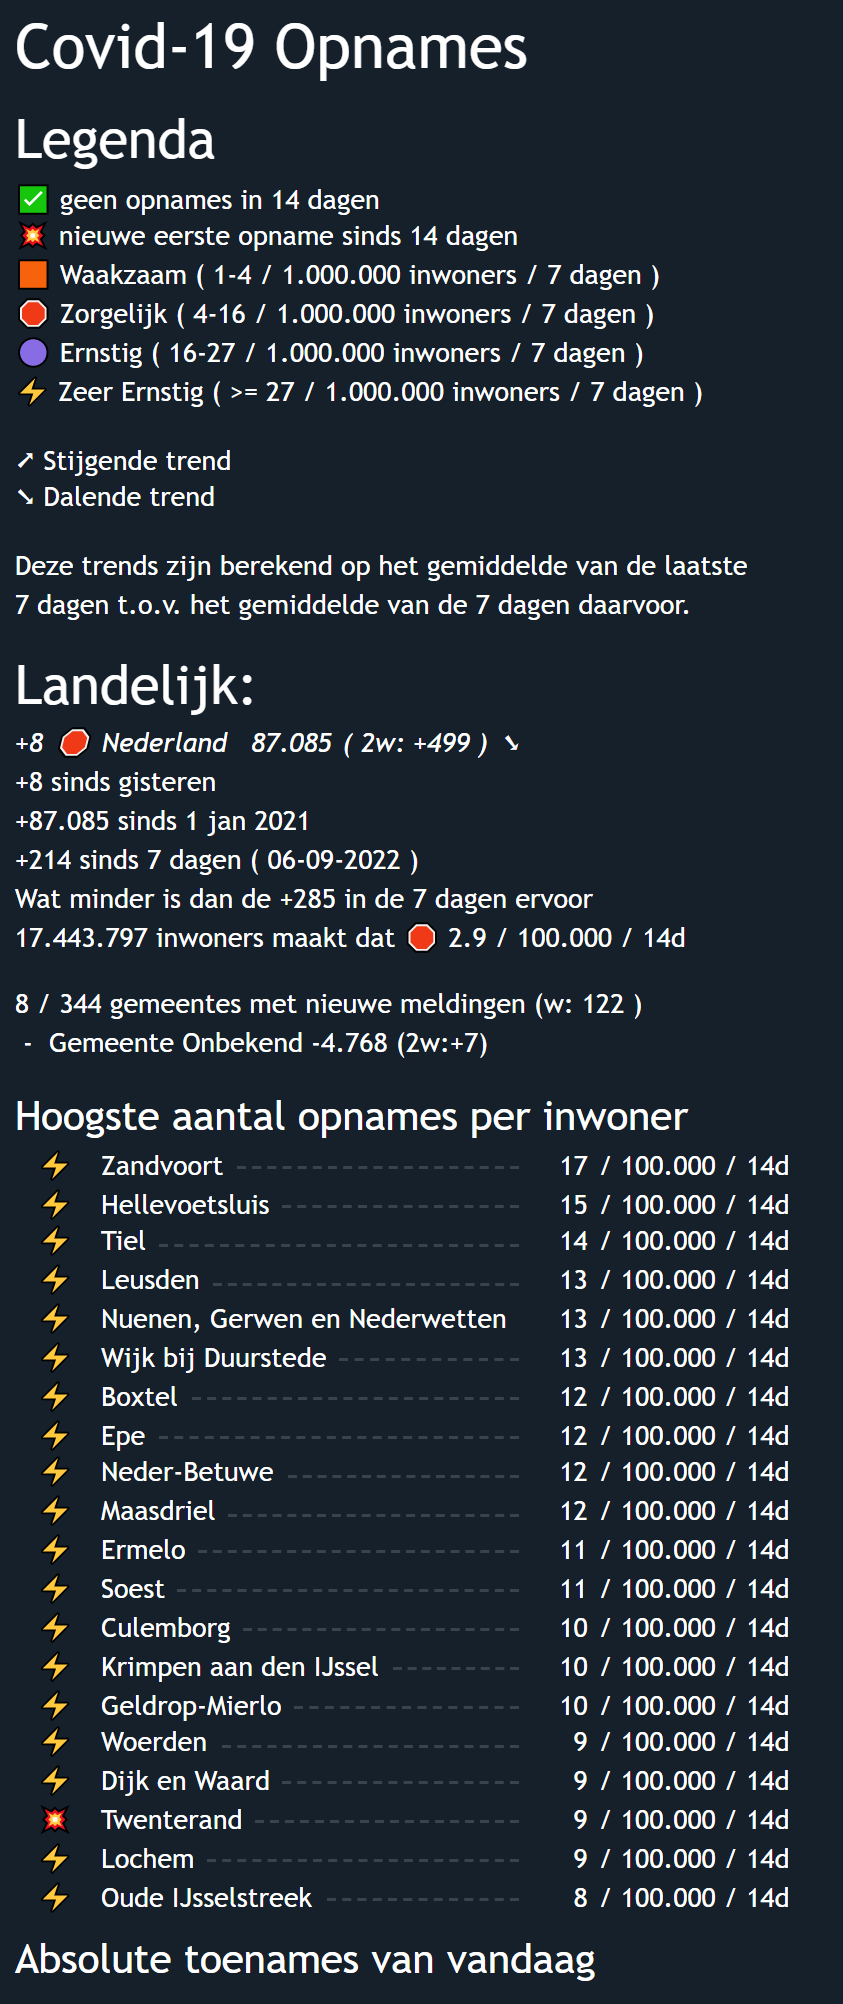 Covid-19 Opnames
Legenda
✅ geen opnames in 14 dagen
💥 nieuwe eerste opname sinds 14 dagen
🟧 Waakzaam ( 1-4 / 1.000.000 inwoners / 7 dagen )
🛑 Zorgelijk ( 4-16 / 1.000.000 inwoners / 7 dagen )
🟣 Ernstig ( 16-27 / 1.000.000 inwoners / 7 dagen )
⚡ Zeer Ernstig ( >= 27 / 1.000.000 inwoners / 7 dagen )
➚ Stijgende trend
➘ Dalende trend
Deze trends zijn berekend op het gemiddelde van de laatste
7 dagen t.o.v. het gemiddelde van de 7 dagen daarvoor.
Landelijk:
+8 🛑 Nederland 87.085 ( 2w: +499 ) ➘
+8 sinds gisteren
+87.085 sinds 1 jan 2021
+214 sinds 7 dagen ( 06-09-2022 )
Wat minder is dan de +285 in de 7 dagen ervoor
17.443.797 inwoners maakt dat 🛑 2.9 / 100.000 / 14d
8 / 344 gemeentes met nieuwe meldingen (w: 122 )
- Gemeente Onbekend -4.768 (2w:+7)
Hoogste aantal opnames per inwoner
⚡ Zandvoort 17 / 100.000 / 14d
⚡ Hellevoetsluis 15 / 100.000 / 14d
⚡ Tiel 14 / 100.000 / 14d
⚡ Leusden 13 / 100.000 / 14d
⚡ Nuenen, Gerwen en Nederwetten 13 / 100.000 / 14d
⚡ Wijk bij Duurstede 13 / 100.000 / 14d
⚡ Boxtel 12 / 100.000 / 14d
⚡ Epe 12 / 100.000 / 14d
⚡ Neder-Betuwe 12 / 100.000 / 14d
⚡ Maasdriel 12 / 100.000 / 14d
⚡ Ermelo 11 / 100.000 / 14d
⚡ Soest 11 / 100.000 / 14d
⚡ Culemborg 10 / 100.000 / 14d
⚡ Krimpen aan den IJssel 10 / 100.000 / 14d
⚡ Geldrop-Mierlo 10 / 100.000 / 14d
⚡ Woerden 9 / 100.000 / 14d
⚡ Dijk en Waard 9 / 100.000 / 14d
💥 Twenterand 9 / 100.000 / 14d
⚡ Lochem 9 / 100.000 / 14d
⚡ Oude IJsselstreek 8 / 100.000 / 14d
Absolute toenames van vandaag